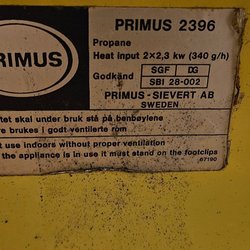 PRIMUS 2396
PRIMUS
Propane
Heat input 2×2,3 kw (340 g/h)
Godkänd SGF DG
SBI 28-002
PRIMUS-SIEVERT AB
SWEDEN
tet skal under bruk stå på benbøylene
re brukes i godt ventilerte rom
t use indoors without proper ventilation
the appliance is in use it must stand on the footclips
67190